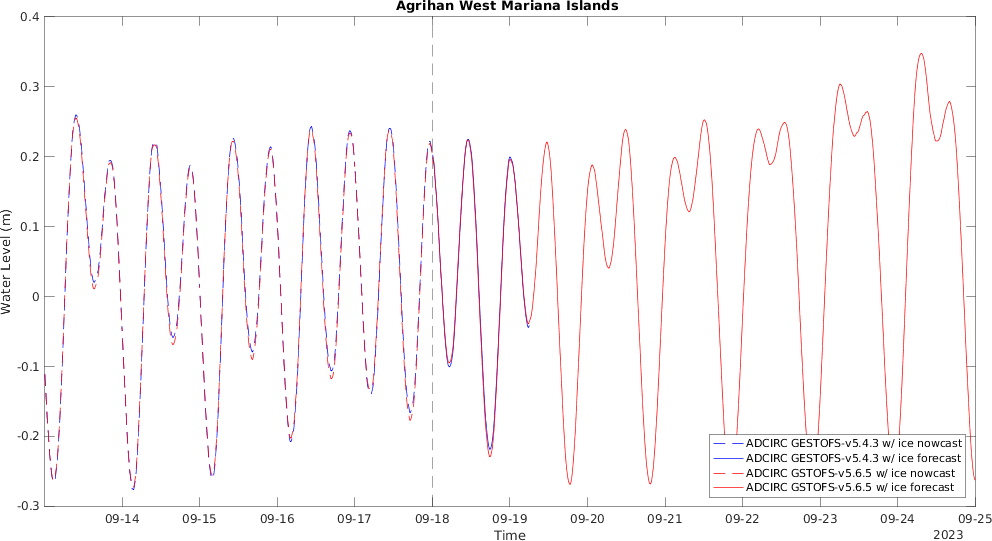 Agrihan West Mariana Islands
0.4
0.3
0.2
0.1
0
-0.1
-0.2
-0.3
Water Level (m)
ADCIRC GESTOFS-v5.4.3 w/ ice nowcast
ADCIRC GESTOFS-v5.4.3 w/ ice forecast
ADCIRC GSTOFS-v5.6.5 w/ ice nowcast
ADCIRC GSTOFS-v5.6.5 w/ ice forecast
09-14 09-15 09-16 09-17 09-18 09-19 09-20 09-21 09-22 09-23 09-24 09-25
Time
2023